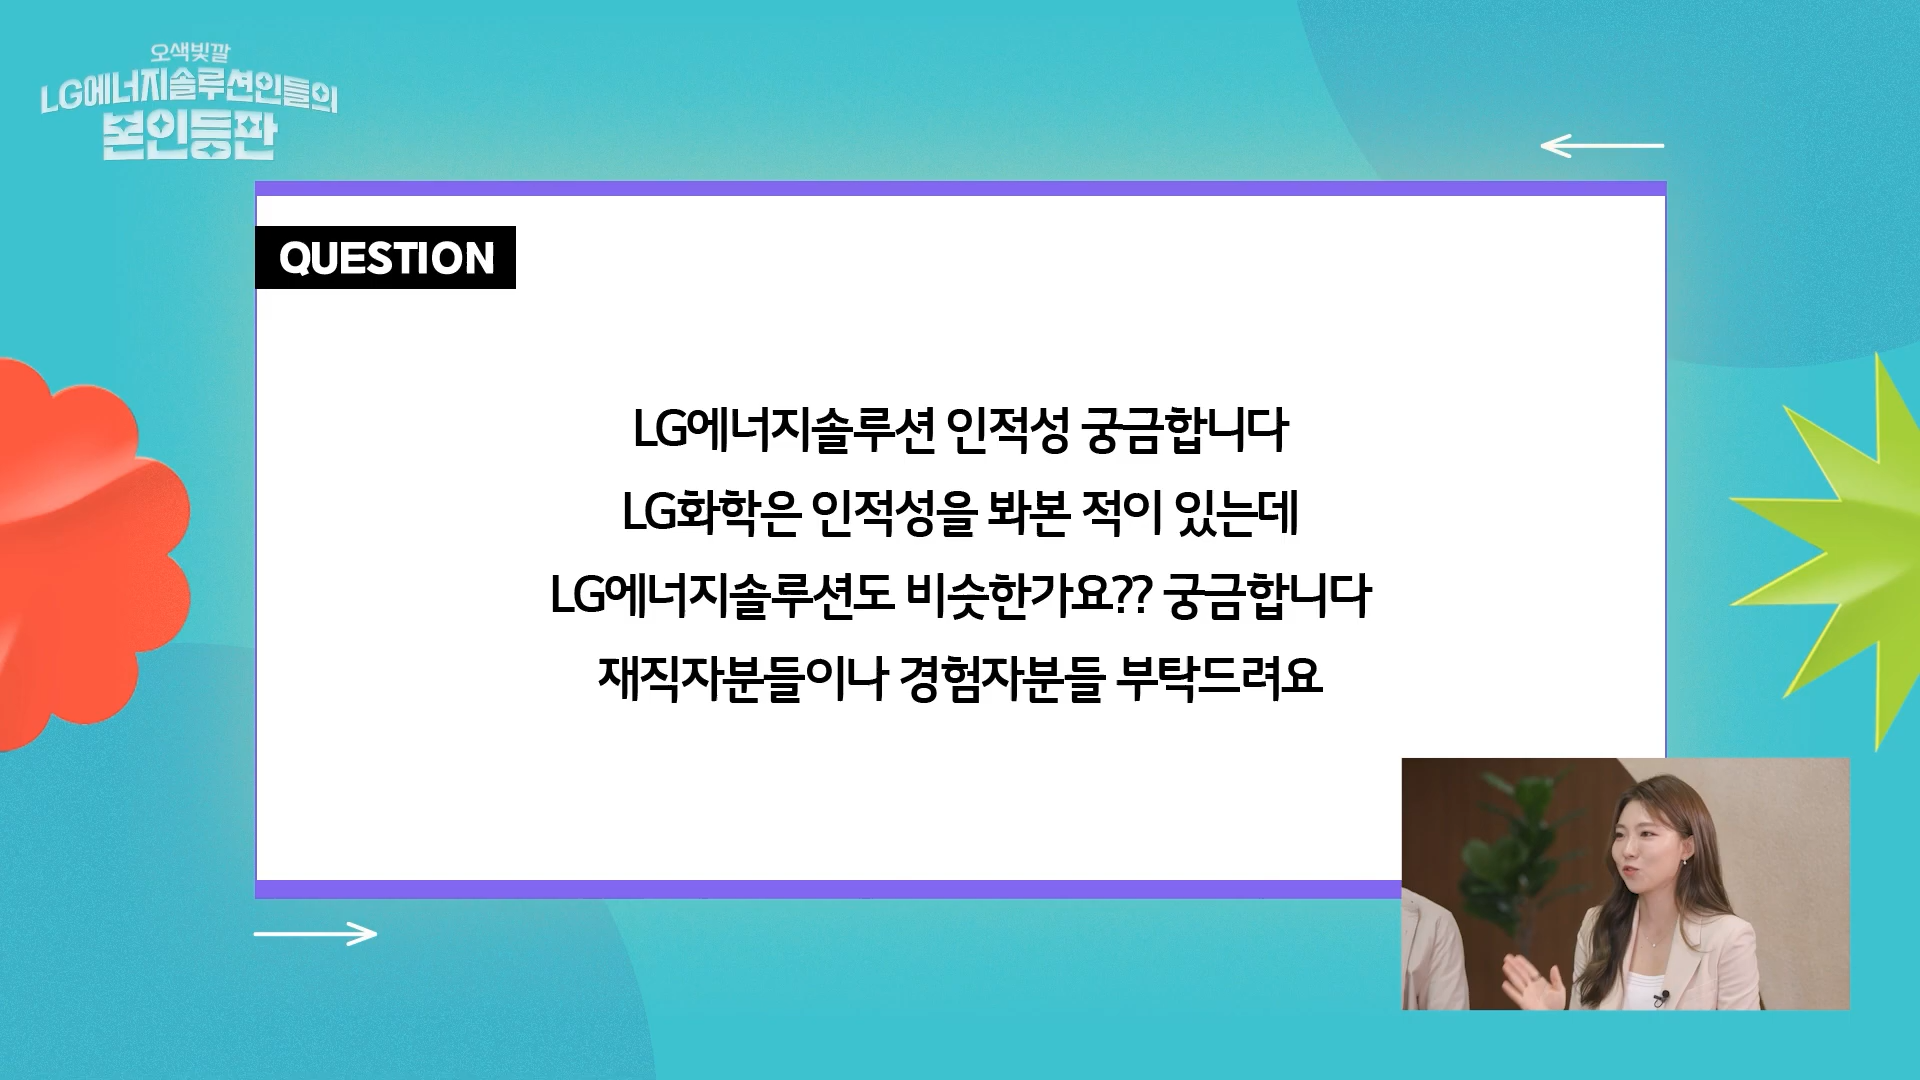 오색빛깔
LG에너지솔루션인들의
본인등판
QUESTION
LG에너지솔루션 인적성 궁금합니다
LG화학은 인적성을 봐본 적이 있는데
LG에너지솔루션도 비슷한가요?? 궁금합니다
재직자분들이나 경험자분들 부탁드려요